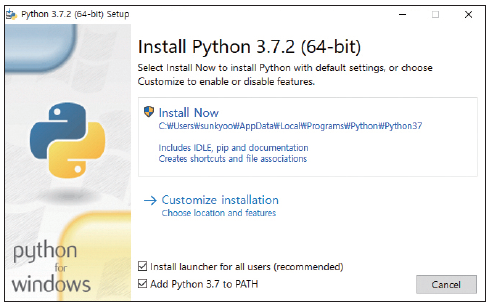 Python 3.7.2 (64-bit) Setup
Install Python 3.7.2 (64-bit)
Select Install Now to install Python with default settings, or choose
Customize to enable or disable features.
Install Now
C:₩Users₩sunkyoo₩AppData₩Local₩Programs₩Python₩Python37
Includes IDLE, pip and documentation
Creates shortcuts and file associations
Customize installation
Choose location and features
python
for
windows
Install launcher for all users (recommended)
Add Python 3.7 to PATH
Cancel